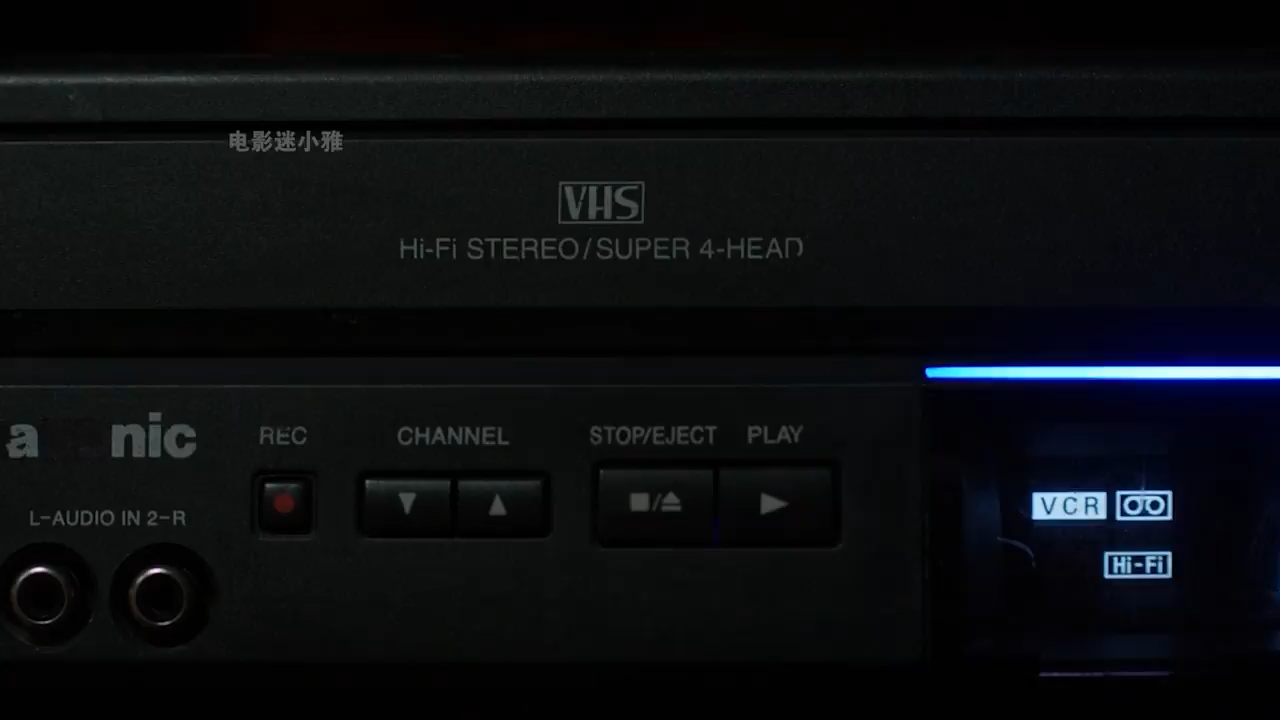 电影迷小雅
VHS
Hi-Fi STEREO/SUPER 4-HEAD
a nic
REC
CHANNEL
STOP/EJECT
PLAY
L-AUDIO IN 2-R
VCR
Hi-Fi